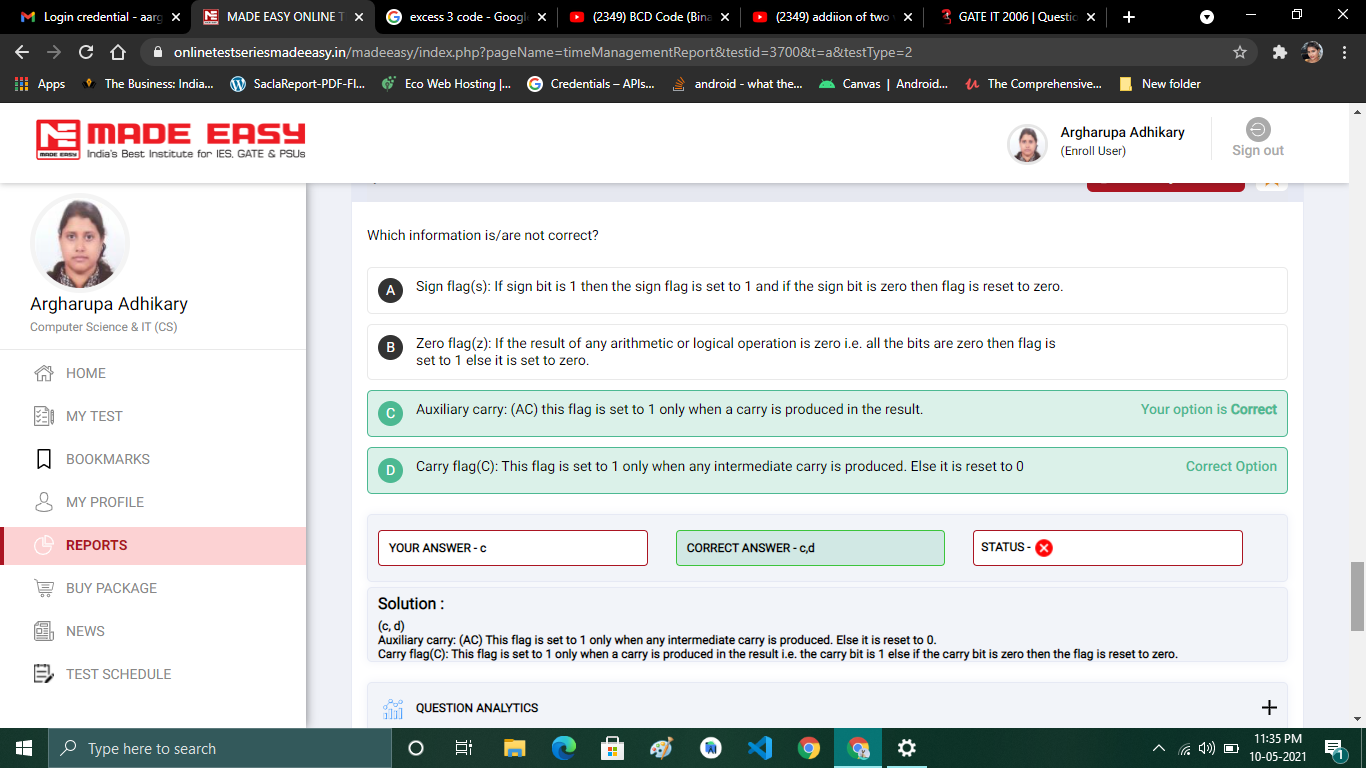 Login credential - aarg
MADE EASY ONLINE T
excess 3 code - Google
(2349) BCD Code (Bina
(2349) addiion of two
GATE IT 2006 | Questic
onlinetestseriesmadeeasy.in/madeeasy/index.php?pageName=timeManagementReport&testid=3700&t=a&testType=2
Apps
The Business: India...
SaclaReport-PDF-Fl...
Eco Web Hosting |...
Credentials – APIs...
android - what the...
Canvas | Android...
The Comprehensive...
New folder
MADE EASY
India's Best Institute for IES, GATE & PSUs
Argharupa Adhikary
(Enroll User)
Sign out
Argharupa Adhikary
Computer Science & IT (CS)
HOME
MY TEST
BOOKMARKS
MY PROFILE
REPORTS
BUY PACKAGE
NEWS
TEST SCHEDULE
Which information is/are not correct?
A Sign flag(s): If sign bit is 1 then the sign flag is set to 1 and if the sign bit is zero then flag is reset to zero.
B Zero flag(z): If the result of any arithmetic or logical operation is zero i.e. all the bits are zero then flag is
set to 1 else it is set to zero.
C Auxiliary carry: (AC) this flag is set to 1 only when a carry is produced in the result. Your option is Correct
D Carry flag(C): This flag is set to 1 only when any intermediate carry is produced. Else it is reset to 0 Correct Option
YOUR ANSWER - c
CORRECT ANSWER - c,d
STATUS -
Solution :
(c, d)
Auxiliary carry: (AC) This flag is set to 1 only when any intermediate carry is produced. Else it is reset to 0.
Carry flag(C): This flag is set to 1 only when a carry is produced in the result i.e. the carry bit is 1 else if the carry bit is zero then the flag is reset to zero.
QUESTION ANALYTICS
Type here to search
11:35 PM
10-05-2021
1